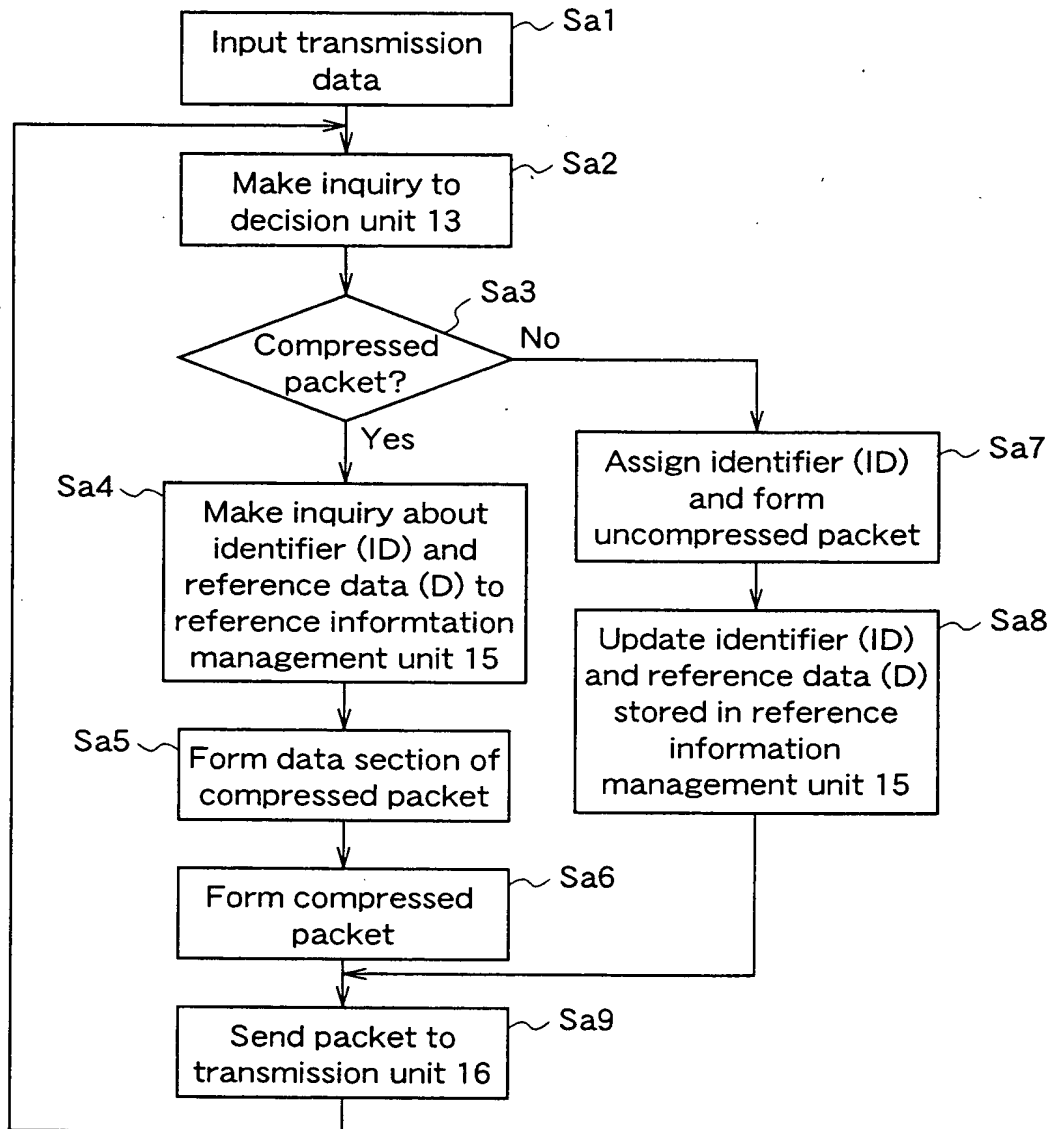 Sa1
Input transmission
data
Sa2
Make inquiry to
decision unit 13
Sa3
Compressed
packet?
No
Yes
Sa4
Make inquiry about
identifier (ID) and
reference data (D) to
reference informtation
management unit 15
Sa7
Assign identifier (ID)
and form
uncompressed packet
Sa8
Update identifier (ID)
and reference data (D)
stored in reference
information
management unit 15
Sa5
Form data section of
compressed packet
Sa6
Form compressed
packet
Sa9
Send packet to
transmission unit 16